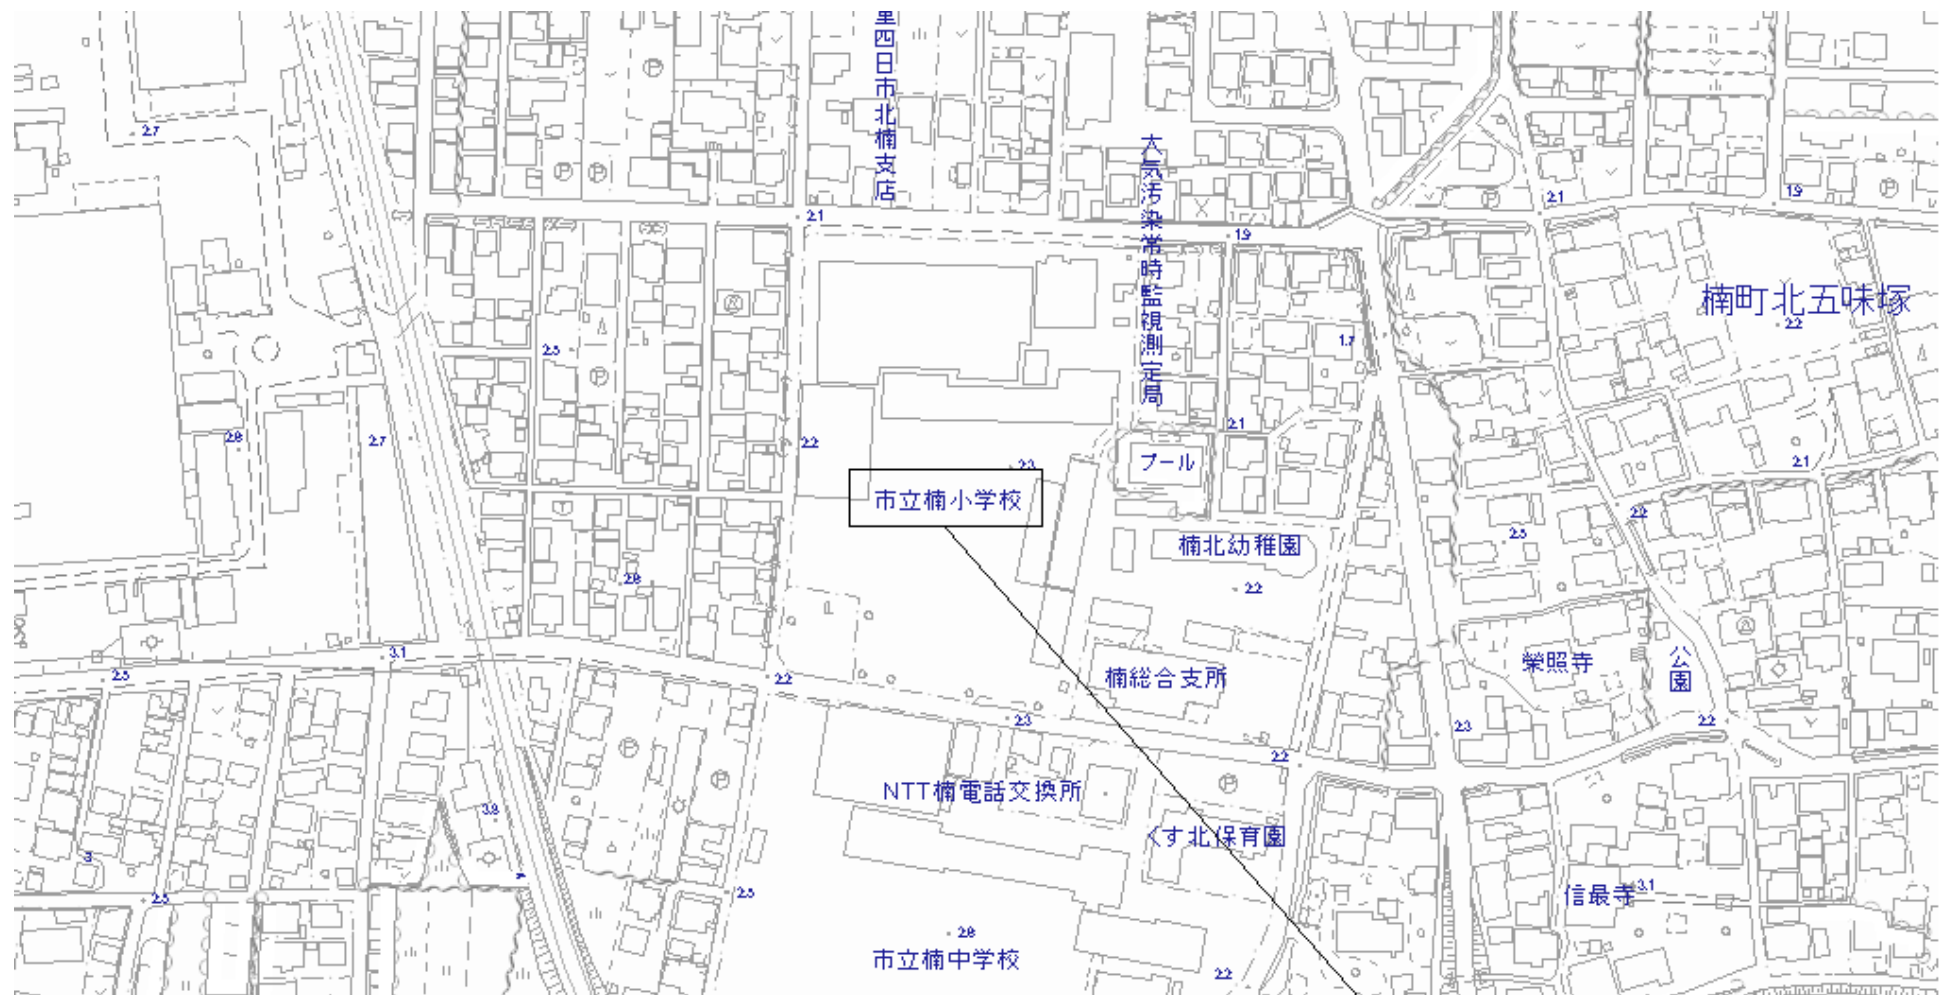 重四日市北楠支店
大気汚染常時監視測定局
2.7
2.1
1.9
2.1
1.9
楠町北五味塚
2.2
2.5
1.7
2.8
2.7
2.2
2.1
2.3
プール
2.1
市立楠小学校
2.2
2.5
楠北幼稚園
2.8
2.2
3.1
2.5
楠総合支所
榮照寺
公園
2.2
2.3
2.2
2.3
2.2
NTT楠電話交換所
3.8
くす北保育園
3
2.5
2.5
信最寺
3.1
2.8
市立楠中学校
2.2